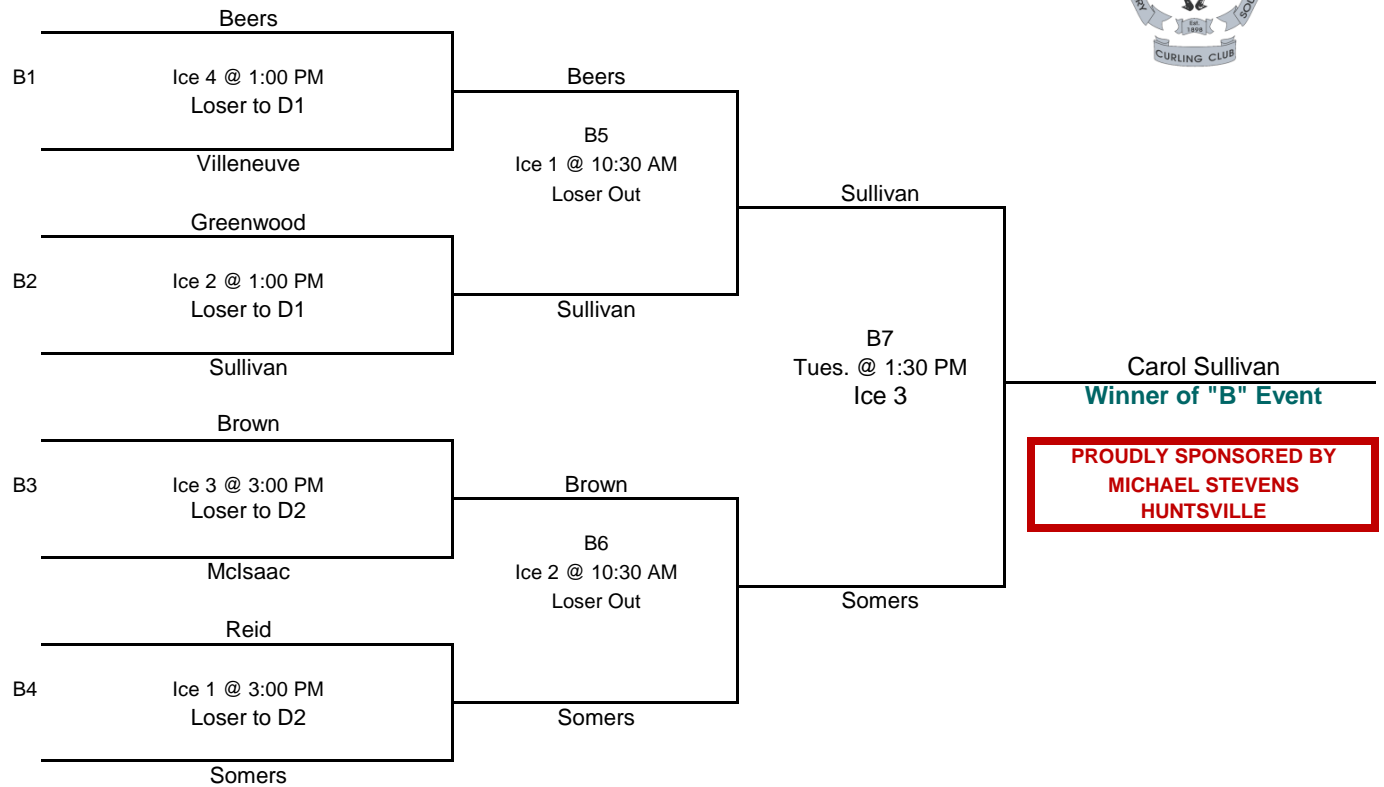 Beers
B1
Ice 4 @ 1:00 PM
Loser to D1
Villeneuve
Beers
B5
Ice 1 @ 10:30 AM
Loser Out
Greenwood
B2
Ice 2 @ 1:00 PM
Loser to D1
Sullivan
Sullivan
Sullivan
B7
Tues. @ 1:30 PM
Ice 3
Brown
B3
Ice 3 @ 3:00 PM
Loser to D2
McIsaac
Brown
B6
Ice 2 @ 10:30 AM
Loser Out
Reid
B4
Ice 1 @ 3:00 PM
Loser to D2
Somers
Somers
Somers
Carol Sullivan
Winner of "B" Event
PROUDLY SPONSORED BY
MICHAEL STEVENS
HUNTSVILLE
Est.
1898
CURLING CLUB